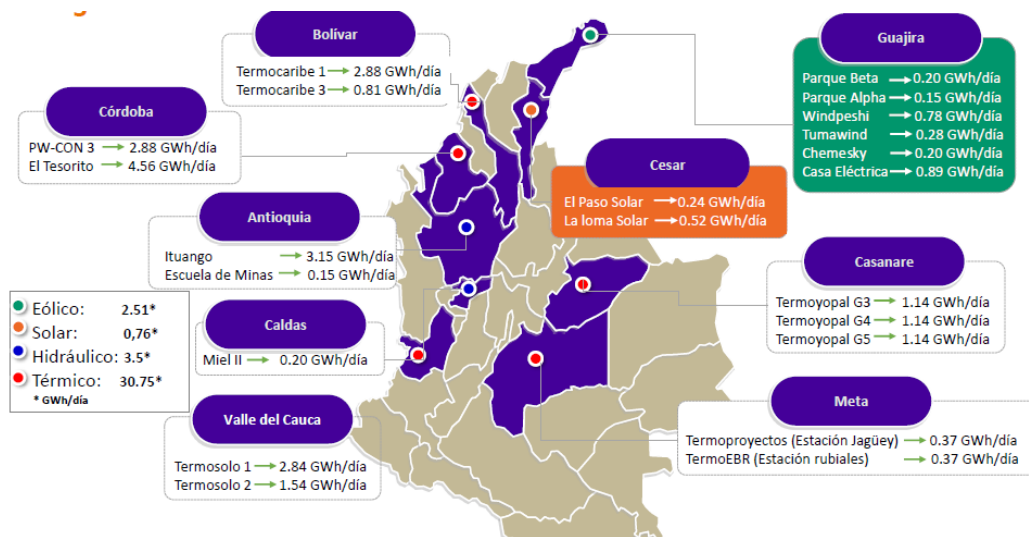 Bolívar
Termocaribe 1 → 2.88 GWh/día
Termocaribe 3 → 0.81 GWh/día
Guajira
Parque Beta → 0.20 GWh/día
Parque Alpha → 0.15 GWh/día
Windpeshi → 0.78 GWh/día
Tumawind → 0.28 GWh/día
Chemesky → 0.20 GWh/día
Casa Eléctrica → 0.89 GWh/día
Córdoba
PW-CON 3 → 2.88 GWh/día
El Tesorito → 4.56 GWh/día
Cesar
El Paso Solar → 0.24 GWh/día
La loma Solar → 0.52 GWh/día
Antioquia
Ituango → 3.15 GWh/día
Escuela de Minas → 0.15 GWh/día
Casanare
Termoyopal G3 → 1.14 GWh/día
Termoyopal G4 → 1.14 GWh/día
Termoyopal G5 → 1.14 GWh/día
Eólico: 2.51*
Solar: 0,76*
Hidráulico: 3.5*
Térmico: 30.75*
* GWh/día
Caldas
Miel II → 0.20 GWh/día
Valle del Cauca
Termosolo 1 → 2.84 GWh/día
Termosolo 2 → 1.54 GWh/día
Meta
Termoproyectos (Estación Jagüey) → 0.37 GWh/día
TermoEBR (Estación rubiales) → 0.37 GWh/día